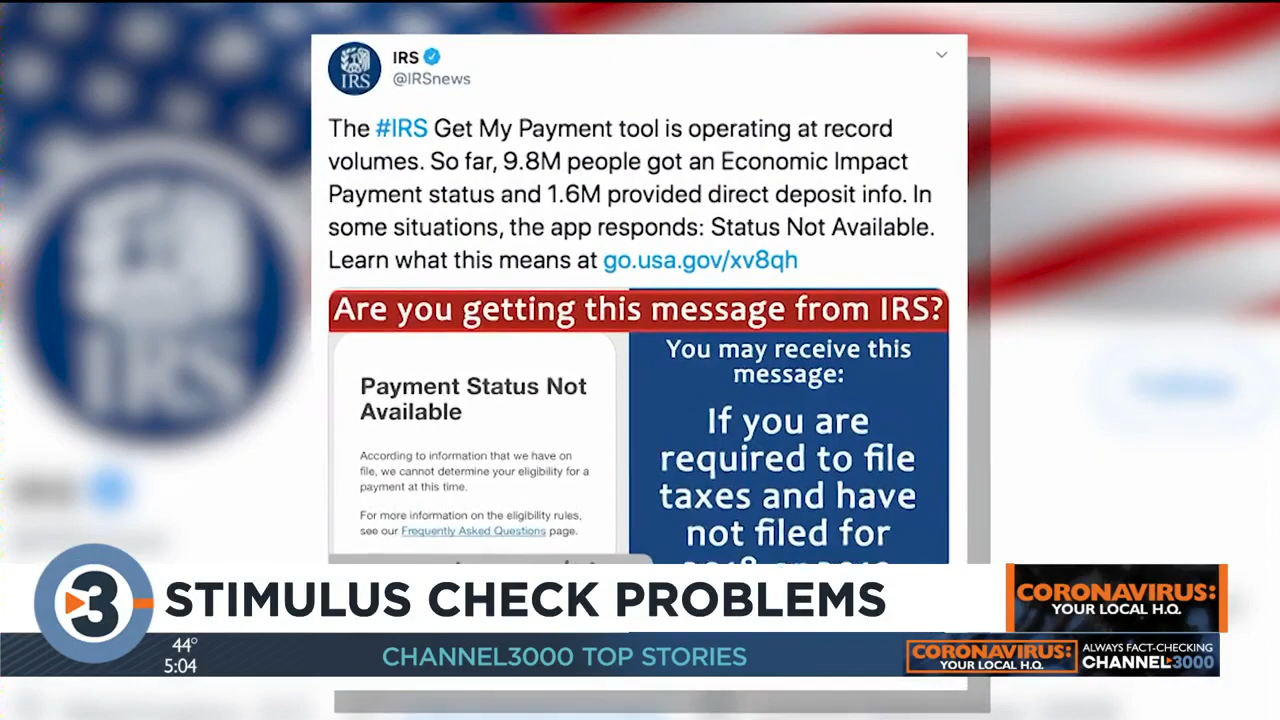 IRS
@IRSnews
IRS
The #IRS Get My Payment tool is operating at record
volumes. So far, 9.8M people got an Economic Impact
Payment status and 1.6M provided direct deposit info. In
some situations, the app responds: Status Not Available.
Learn what this means at go.usa.gov/xv8qh
Are you getting this message from IRS?
Payment Status Not
Available
According to information that we have on
file, we cannot determine your eligibility for a
payment at this time.
For more information on the eligibility rules,
see our Frequently Asked Questions page.
You may receive this
message:
If you are
required to file
taxes and have
not filed for
IRS
3
STIMULUS CHECK PROBLEMS
CORONAVIRUS:
YOUR LOCAL H.Q.
44°
5:04
CHANNEL3000 TOP STORIES
CORONAVIRUS:
YOUR LOCAL H.Q.
ALWAYS FACT-CHECKING
CHANNEL3000